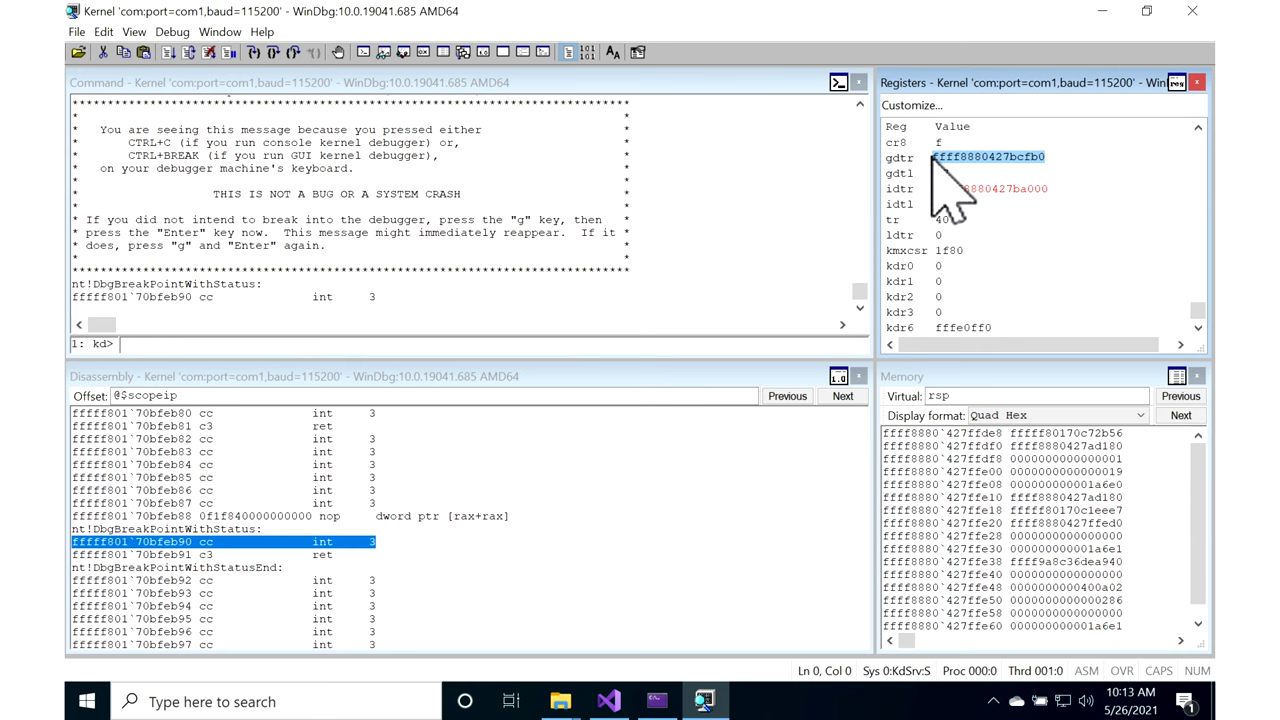 Kernel 'com:port=com1,baud=115200' - WinDbg:10.0.19041.685 AMD64
File Edit View Debug Window Help
Command - Kernel 'com:port=com1,baud=115200' - WinDbg:10.0.19041.685 AMD64
*******************************************************************************
* *
* You are seeing this message because you pressed either *
* CTRL+C (if you run console kernel debugger) or, *
* CTRL+BREAK (if you run GUI kernel debugger), *
* on your debugger machine's keyboard. *
* *
* THIS IS NOT A BUG OR A SYSTEM CRASH *
* *
* If you did not intend to break into the debugger, press the "g" key, then *
* press the "Enter" key now. This message might immediately reappear. If it *
* does, press "g" and "Enter" again. *
* *
*******************************************************************************
nt!DbgBreakPointWithStatus:
fffff801`70bfeb90 cc int 3
1: kd>
Registers - Kernel 'com:port=com1,baud=115200' - Wi
Customize...
Reg Value
cr8 f
gdtr ffff8880427bcfb0
gdtl
idtr 8880427ba000
idtl
tr 40
ldtr 0
kmxcsr 1f80
kdr0 0
kdr1 0
kdr2 0
kdr3 0
kdr6 fffe0ff0
Disassembly - Kernel 'com:port=com1,baud=115200' - WinDbg:10.0.19041.685 AMD64
Offset: @$scopeip Previous Next
fffff801`70bfeb80 cc int 3
fffff801`70bfeb81 c3 ret
fffff801`70bfeb82 cc int 3
fffff801`70bfeb83 cc int 3
fffff801`70bfeb84 cc int 3
fffff801`70bfeb85 cc int 3
fffff801`70bfeb86 cc int 3
fffff801`70bfeb87 cc int 3
fffff801`70bfeb88 0f1f840000000000 nop dword ptr [rax+rax]
nt!DbgBreakPointWithStatus:
fffff801`70bfeb90 cc int 3
fffff801`70bfeb91 c3 ret
nt!DbgBreakPointWithStatusEnd:
fffff801`70bfeb92 cc int 3
fffff801`70bfeb93 cc int 3
fffff801`70bfeb94 cc int 3
fffff801`70bfeb95 cc int 3
fffff801`70bfeb96 cc int 3
fffff801`70bfeb97 cc int 3
Memory
Virtual: rsp Previous
Display format: Quad Hex Next
ffff8880`427ffde8 fffff80170c72b56
ffff8880`427ffdf0 ffff8880427ad180
ffff8880`427ffdf8 0000000000000001
ffff8880`427ffe00 0000000000000019
ffff8880`427ffe08 000000000001a6e0
ffff8880`427ffe10 ffff8880427ad180
ffff8880`427ffe18 fffff80170c1eee7
ffff8880`427ffe20 ffff8880427ffed0
ffff8880`427ffe28 0000000000000000
ffff8880`427ffe30 000000000001a6e1
ffff8880`427ffe38 ffff9a8c36dea940
ffff8880`427ffe40 0000000000000000
ffff8880`427ffe48 0000000000400a02
ffff8880`427ffe50 0000000000000286
ffff8880`427ffe58 0000000000000000
ffff8880`427ffe60 000000000001a6e1
Ln 0, Col 0 Sys 0:KdSrv:S Proc 000:0 Thrd 001:0 ASM OVR CAPS NUM
Type here to search
10:13 AM
5/26/2021
1